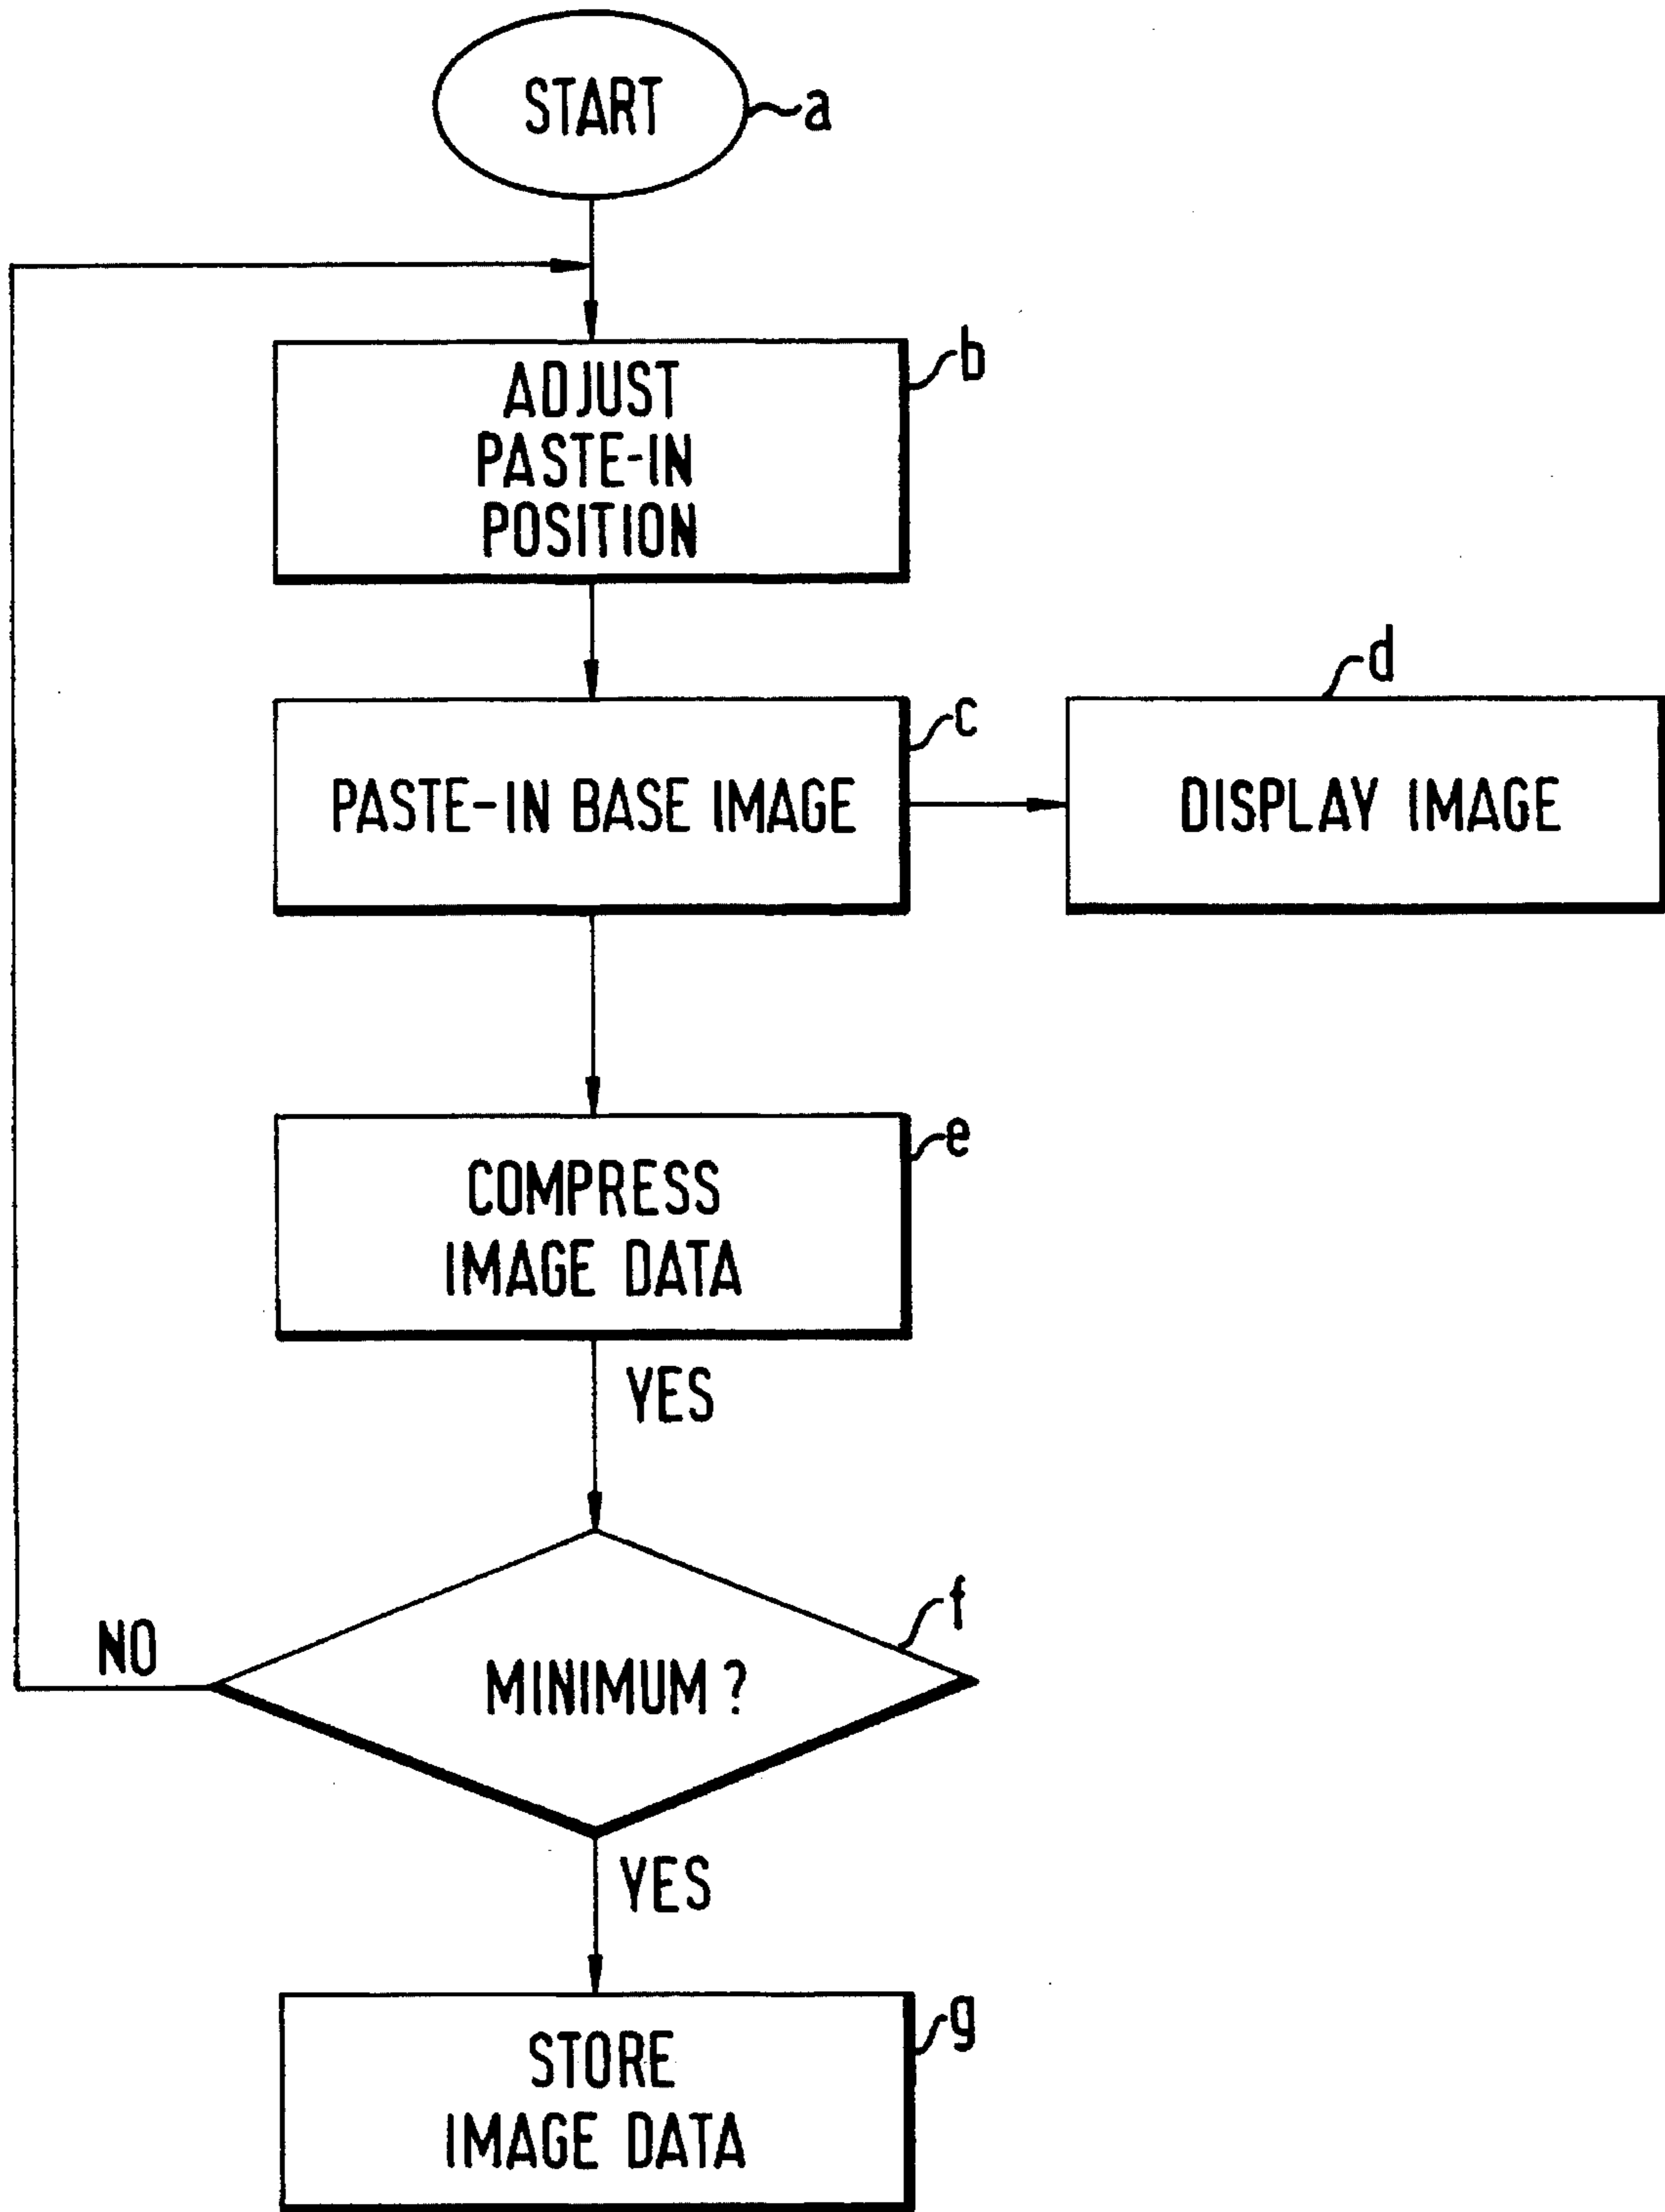 START
a
ADJUST
PASTE-IN
POSITION
b
PASTE-IN BASE IMAGE
c
DISPLAY IMAGE
d
COMPRESS
IMAGE DATA
e
YES
MINIMUM?
f
NO
YES
STORE
IMAGE DATA
g